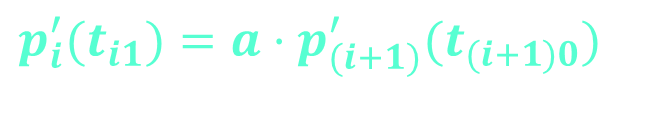 p′ᵢ(tᵢ₁) = a · p′₍ᵢ₊₁₎(t₍ᵢ₊₁₎₀)